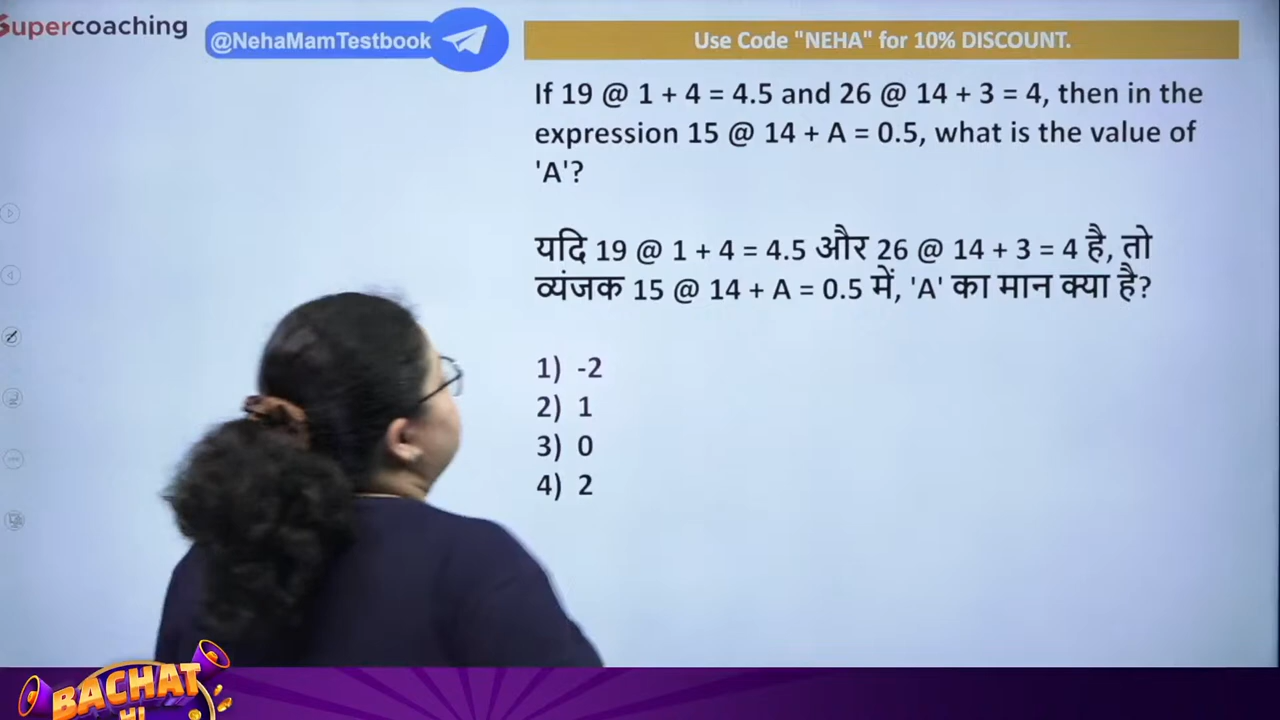 Supercoaching
@NehaMamTestbook
Use Code "NEHA" for 10% DISCOUNT.
If 19 @ 1 + 4 = 4.5 and 26 @ 14 + 3 = 4, then in the
expression 15 @ 14 + A = 0.5, what is the value of
'A'?
यदि 19 @ 1 + 4 = 4.5 और 26 @ 14 + 3 = 4 है, तो
व्यंजक 15 @ 14 + A = 0.5 में, 'A' का मान क्या है?
1) -2
2) 1
3) 0
4) 2
BACHAT